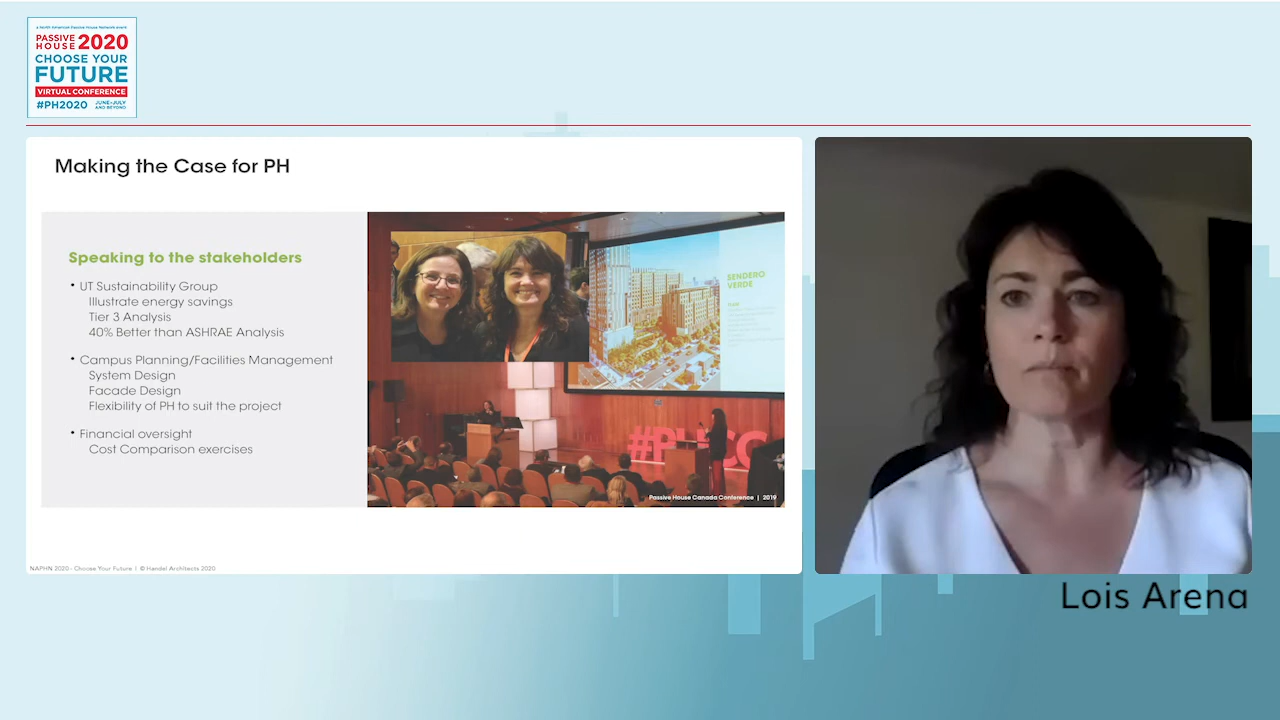 a NAPHN Advanced Passive House Network event
PASSIVE HOUSE 2020
CHOOSE YOUR
FUTURE
VIRTUAL CONFERENCE
#PH2020 JUNE-JULY AND BEYOND
Making the Case for PH
Speaking to the stakeholders
• UT Sustainability Group
Illustrate energy savings
Tier 3 Analysis
40% Better than ASHRAE Analysis
• Campus Planning/Facilities Management
System Design
Facade Design
Flexibility of PH to suit the project
• Financial oversight
Cost Comparison exercises
SENDERO
VERDE
Passive House Canada Conference | 2019
NAPHN 2020 - Choose Your Future | © Handel Architects 2020
Lois Arena